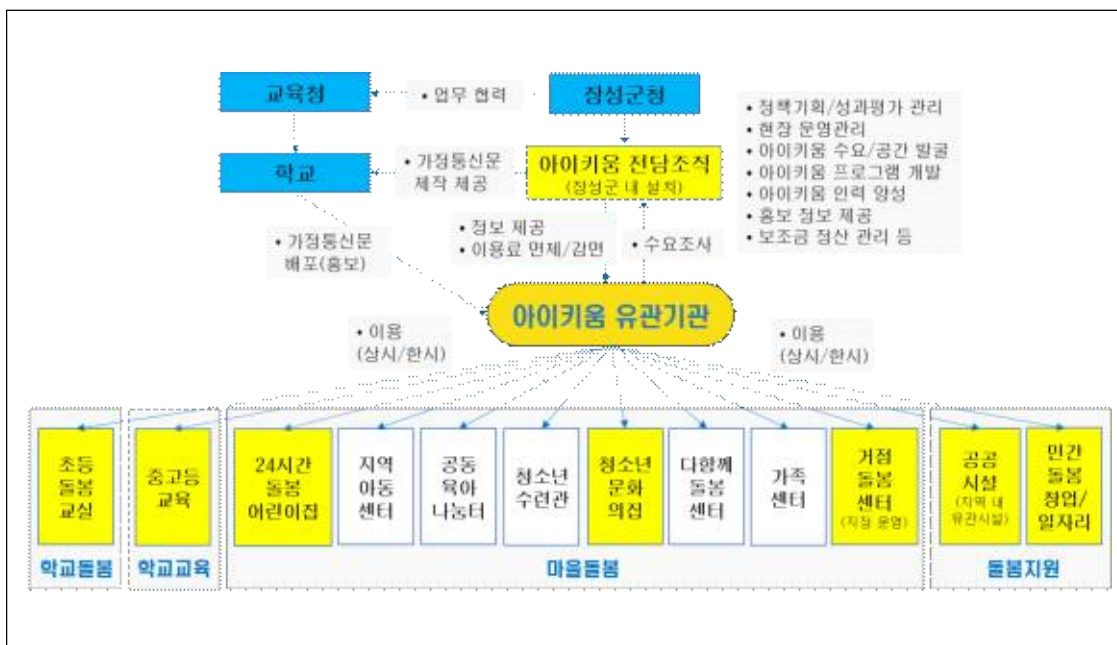 교육청
• 업무 협력
장성군청
• 정책기획/성과평가 관리
• 현장 운영관리
• 아이키움 수요/공간 발굴
• 아이키움 프로그램 개발
• 아이키움 인력 양성
• 홍보 정보 제공
• 보조금 정산 관리 등
학교
• 가정통신문
제작 제공
아이키움 전담조직
(장성군 내 설치)
• 가정통신문
배포(홍보)
• 정보 제공
• 이용료 면제/감면
• 수요조사
아이키움 유관기관
• 이용
(상시/한시)
• 이용
(상시/한시)
초등
돌봄
교실
중고등
교육
24시간
돌봄
어린이집
지역
아동
센터
공동
육아
나눔터
청소년
수련관
청소년
문화
의집
다함께
돌봄
센터
가족
센터
거점
돌봄
센터
(지정 운영)
공공
시설
(지역 내
유관시설)
민간
돌봄
창업/
일자리
학교돌봄
학교교육
마을돌봄
돌봄지원